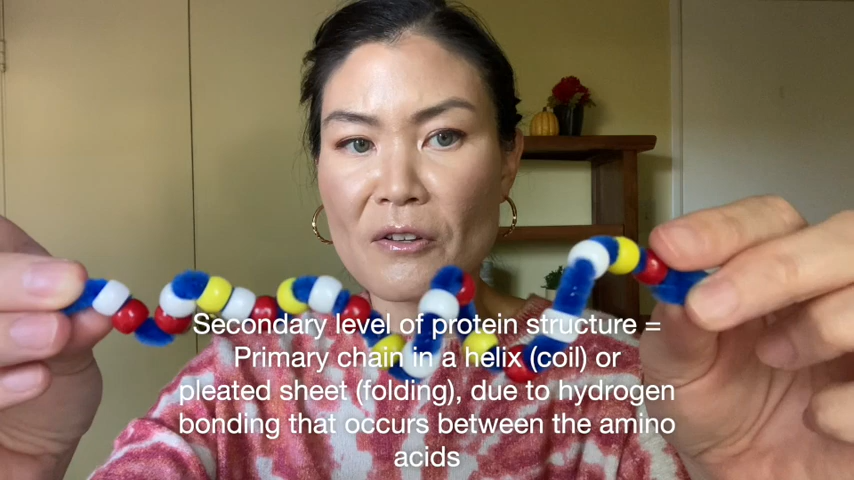 Secondary level of protein structure =
Primary chain in a helix (coil) or
pleated sheet (folding), due to hydrogen
bonding that occurs between the amino
acids